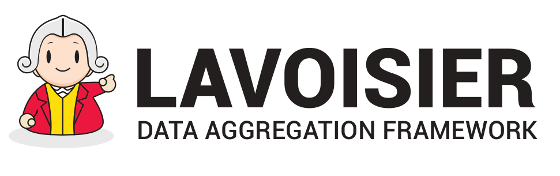 LAVOISIER
DATA AGGREGATION FRAMEWORK